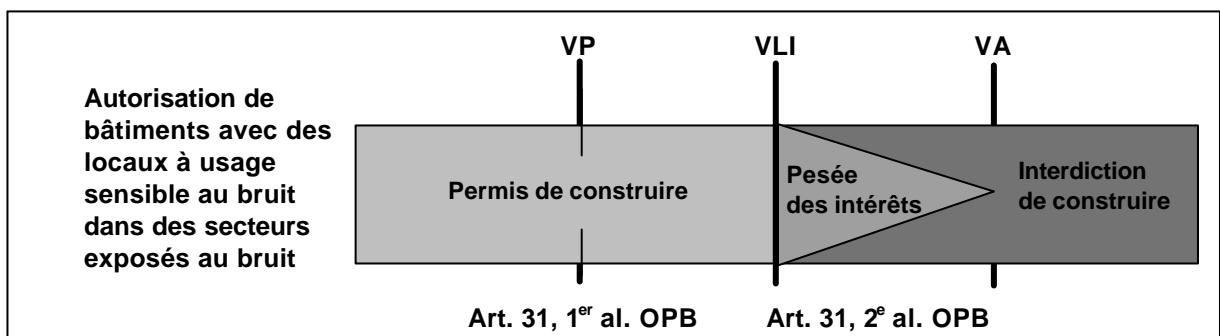 VP VLI VA
Autorisation de
bâtiments avec des
locaux à usage
sensible au bruit
dans des secteurs
exposés au bruit
Permis de construire
Pesée
des intérêts
Interdiction
de construire
Art. 31, 1er al. OPB Art. 31, 2e al. OPB